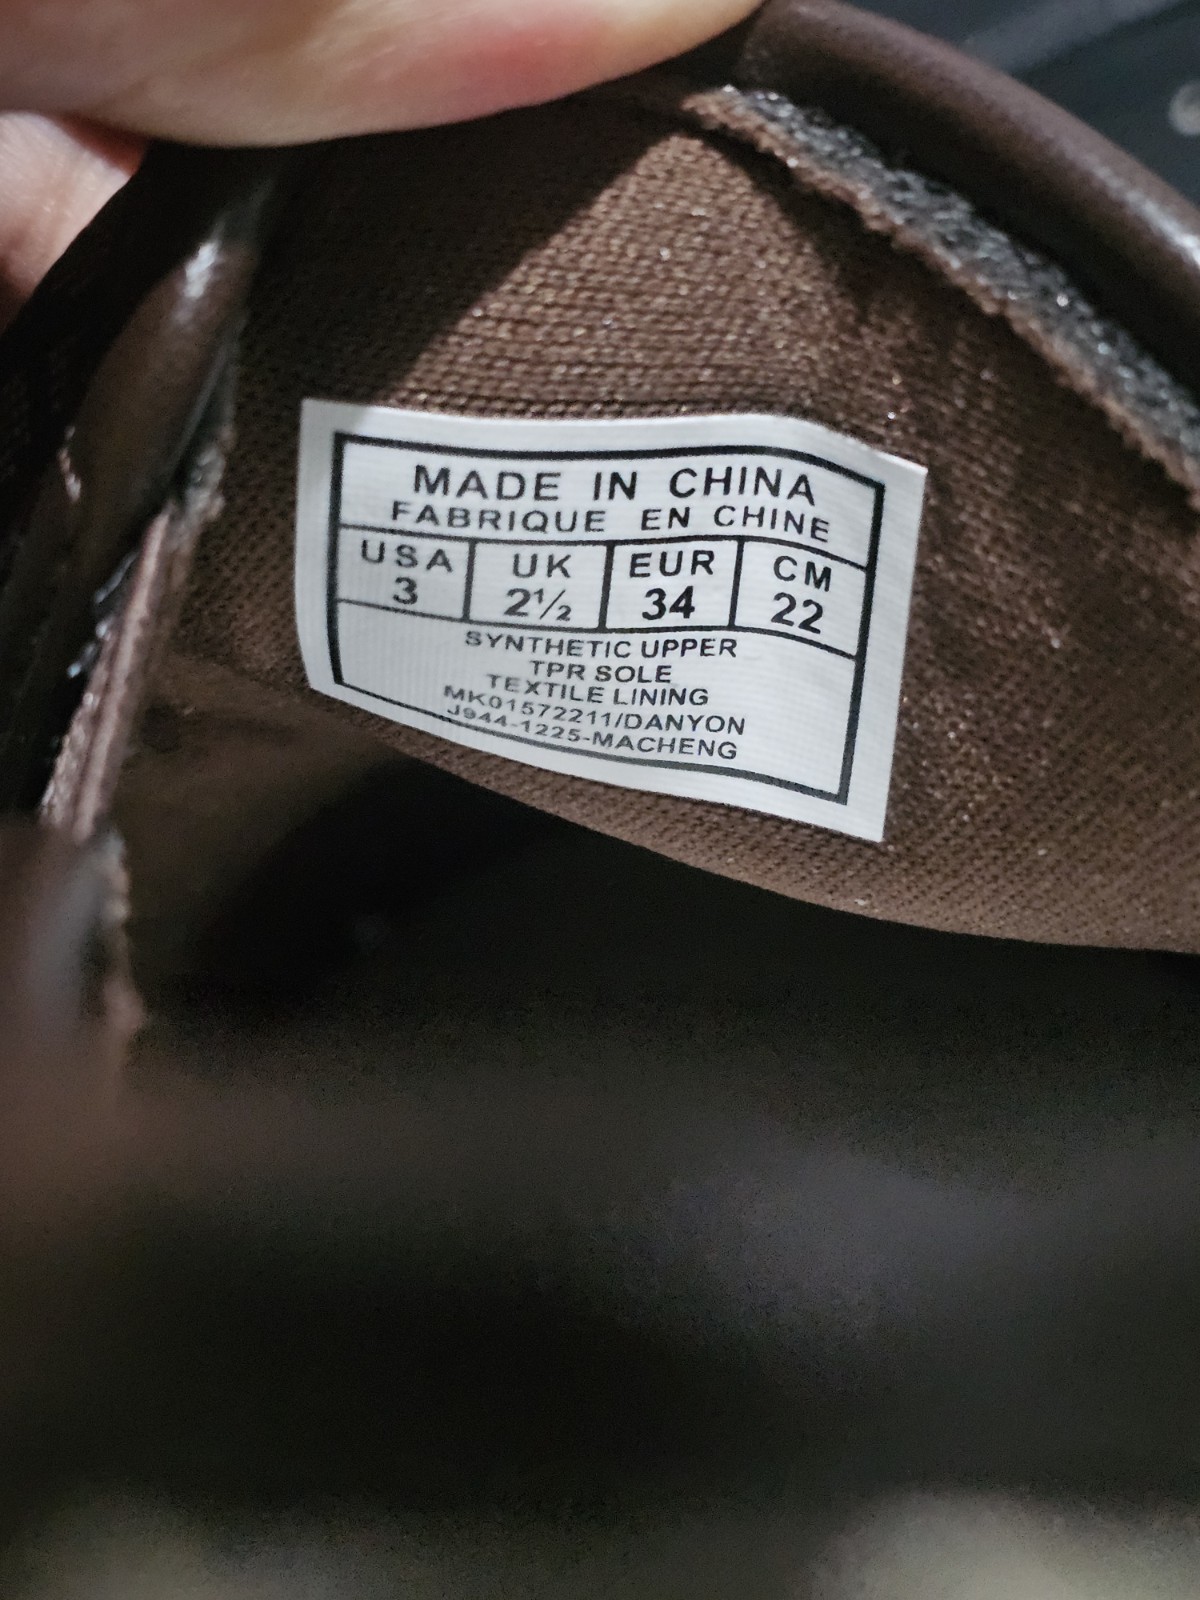 MADE IN CHINA
FABRIQUE EN CHINE
USA UK EUR CM
3 2½ 34 22
SYNTHETIC UPPER
TPR SOLE
TEXTILE LINING
MK01572211/DANYON
J944-1225-MACHENG